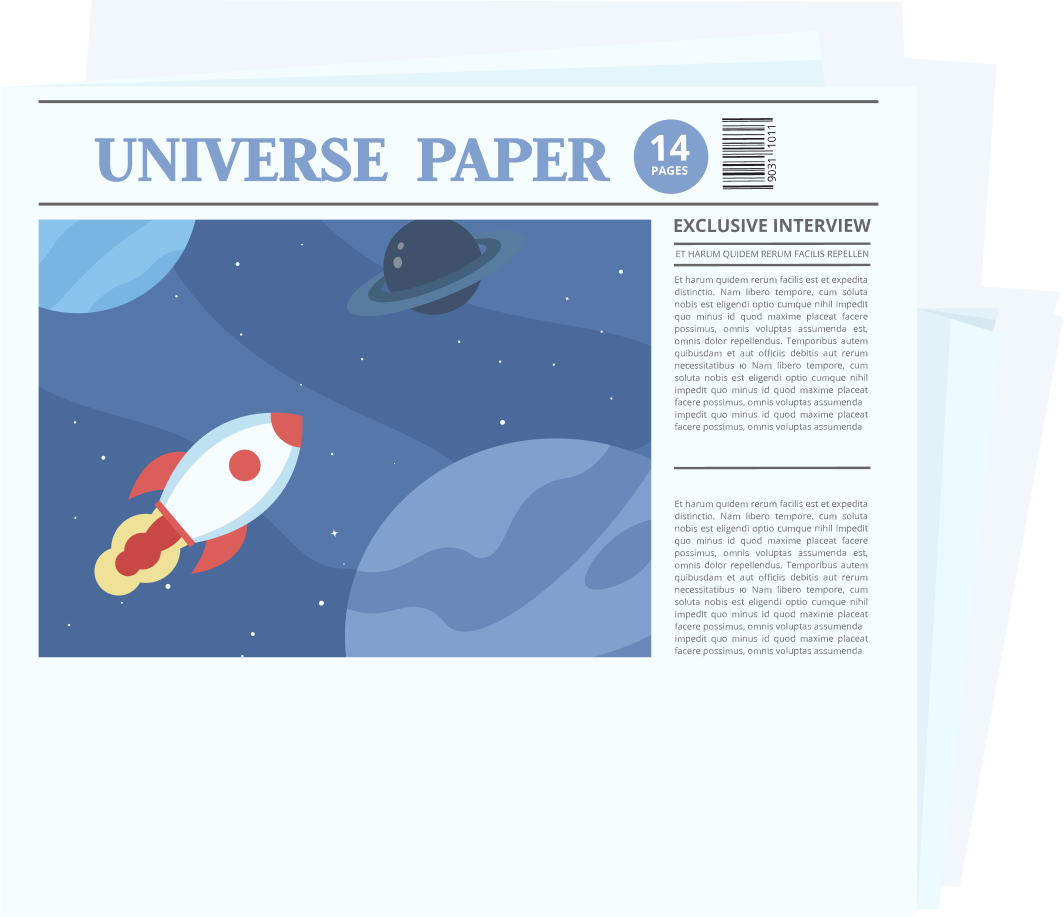 UNIVERSE PAPER
14
PAGES
9031 1011
EXCLUSIVE INTERVIEW
ET HARUM QUIDEM RERUM FACILIS REPELLEN
Et harum quidem rerum facilis est et expedita
distinctio. Nam libero tempore, cum soluta
nobis est eligendi optio cumque nihil impedit
quo minus id quod maxime placeat facere
possimus, omnis voluptas assumenda est,
omnis dolor repellendus. Temporibus autem
quibusdam et aut officiis debitis aut rerum
necessitatibus ю Nam libero tempore, cum
soluta nobis est eligendi optio cumque nihil
impedit quo minus id quod maxime placeat
facere possimus, omnis voluptas assumenda
impedit quo minus id quod maxime placeat
facere possimus, omnis voluptas assumenda
Et harum quidem rerum facilis est et expedita
distinctio. Nam libero tempore, cum soluta
nobis est eligendi optio cumque nihil impedit
quo minus id quod maxime placeat facere
possimus, omnis voluptas assumenda est,
omnis dolor repellendus. Temporibus autem
quibusdam et aut officiis debitis aut rerum
necessitatibus ю Nam libero tempore, cum
soluta nobis est eligendi optio cumque nihil
impedit quo minus id quod maxime placeat
facere possimus, omnis voluptas assumenda
impedit quo minus id quod maxime placeat
facere possimus, omnis voluptas assumenda